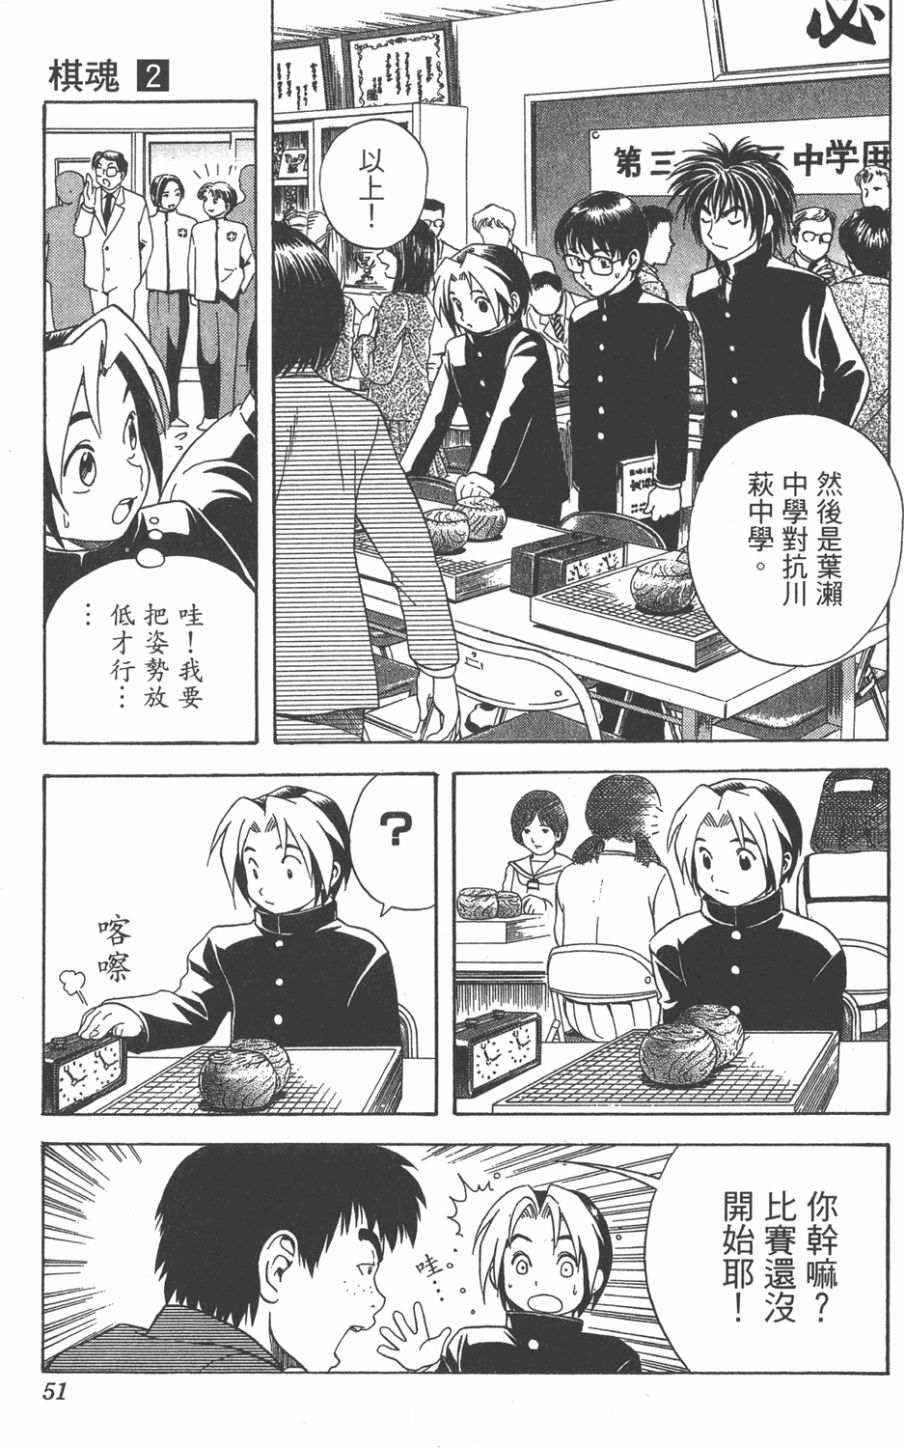 棋魂 2
必
第三
区中学囲
以上！
然後是葉瀨
中學對抗川
萩中學。
哇！我要
把姿勢放
低才行…
…
？
喀嚓
你幹嘛？
比賽還沒
開始耶！
哇…
51